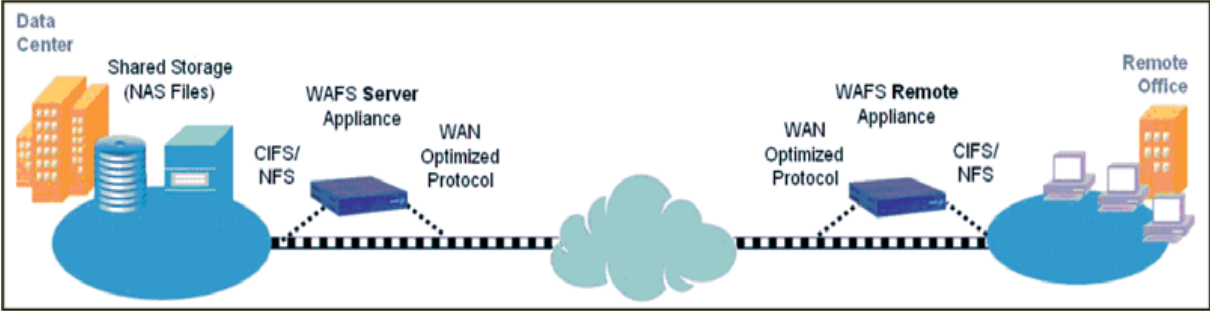 Data
Center
Shared Storage
(NAS Files)
WAFS Server
Appliance
CIFS/
NFS
WAN
Optimized
Protocol
WAFS Remote
Appliance
WAN
Optimized
Protocol
CIFS/
NFS
Remote
Office